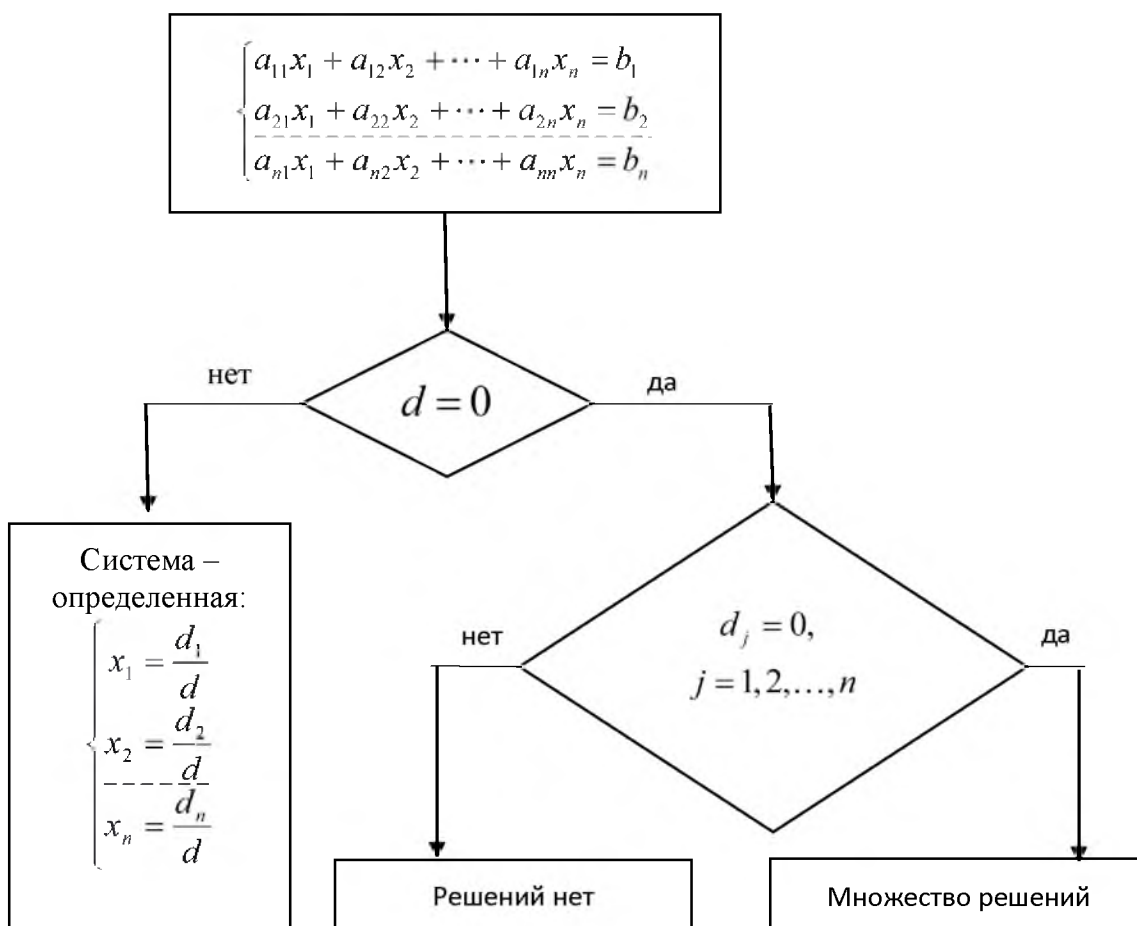 a₁₁x₁ + a₁₂x₂ + ⋯ + a₁ₙxₙ = b₁
a₂₁x₁ + a₂₂x₂ + ⋯ + a₂ₙxₙ = b₂
aₙ₁x₁ + aₙ₂x₂ + ⋯ + aₙₙxₙ = bₙ
нет
d = 0
да
Система –
определенная:
x₁ = d₁/d
x₂ = d₂/d
xₙ = dₙ/d
нет
dⱼ = 0,
j = 1, 2,…, n
да
Решений нет
Множество решений